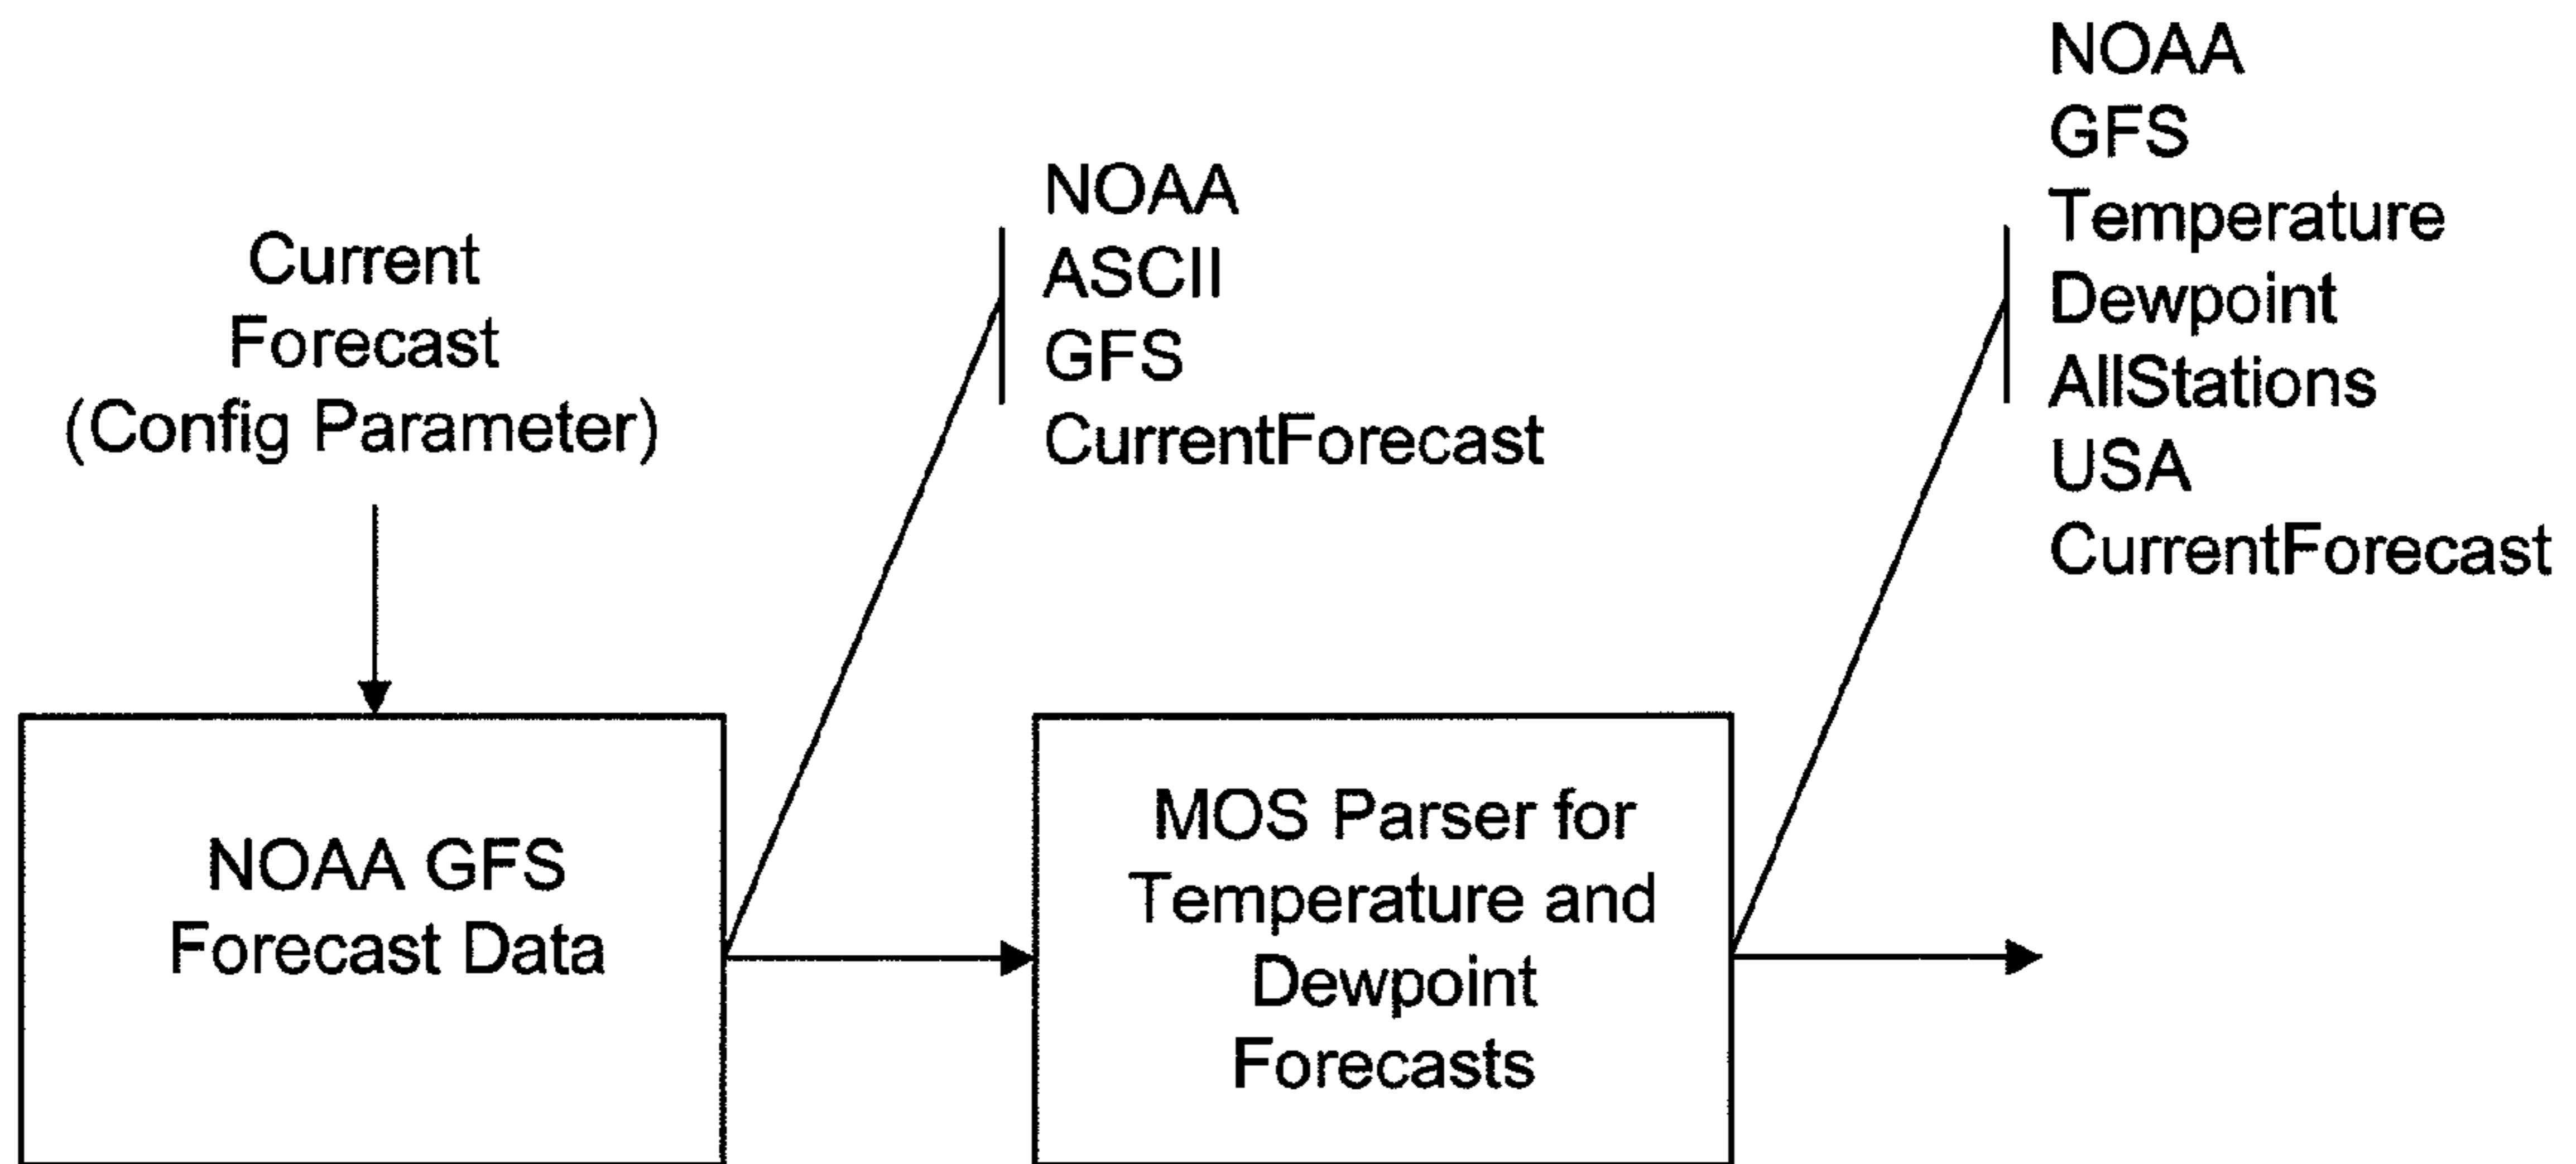 Current
Forecast
(Config Parameter)
NOAA
ASCII
GFS
CurrentForecast
NOAA
GFS
Temperature
Dewpoint
AllStations
USA
CurrentForecast
NOAA GFS
Forecast Data
MOS Parser for
Temperature and
Dewpoint
Forecasts